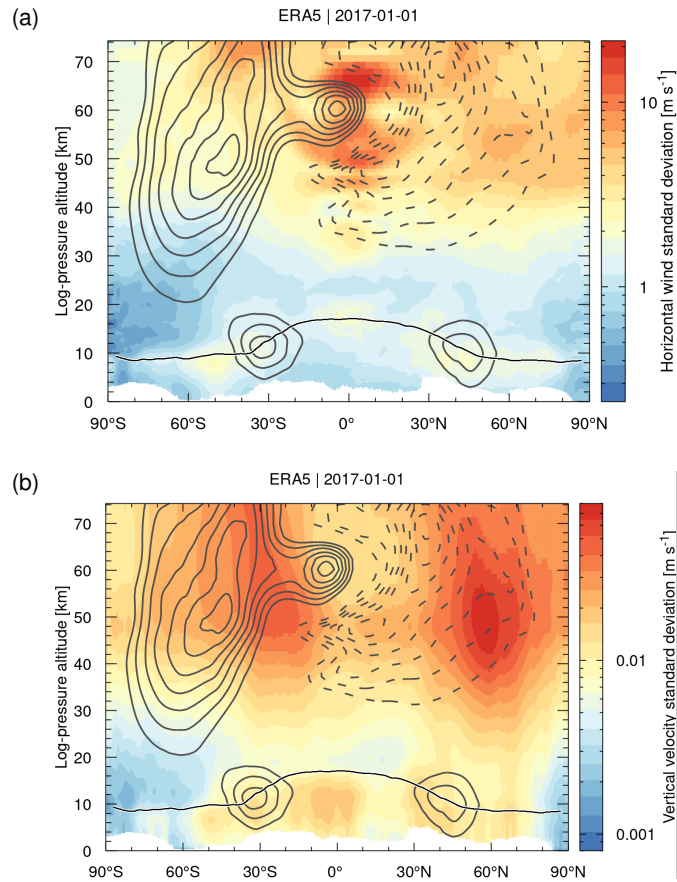 (a)
ERA5 | 2017-01-01
Log-pressure altitude [km]
70
60
50
40
30
20
10
0
90°S 60°S 30°S 0° 30°N 60°N 90°N
10
1
Horizontal wind standard deviation [m s⁻¹]
(b)
ERA5 | 2017-01-01
Log-pressure altitude [km]
70
60
50
40
30
20
10
0
90°S 60°S 30°S 0° 30°N 60°N 90°N
0.01
0.001
Vertical velocity standard deviation [m s⁻¹]